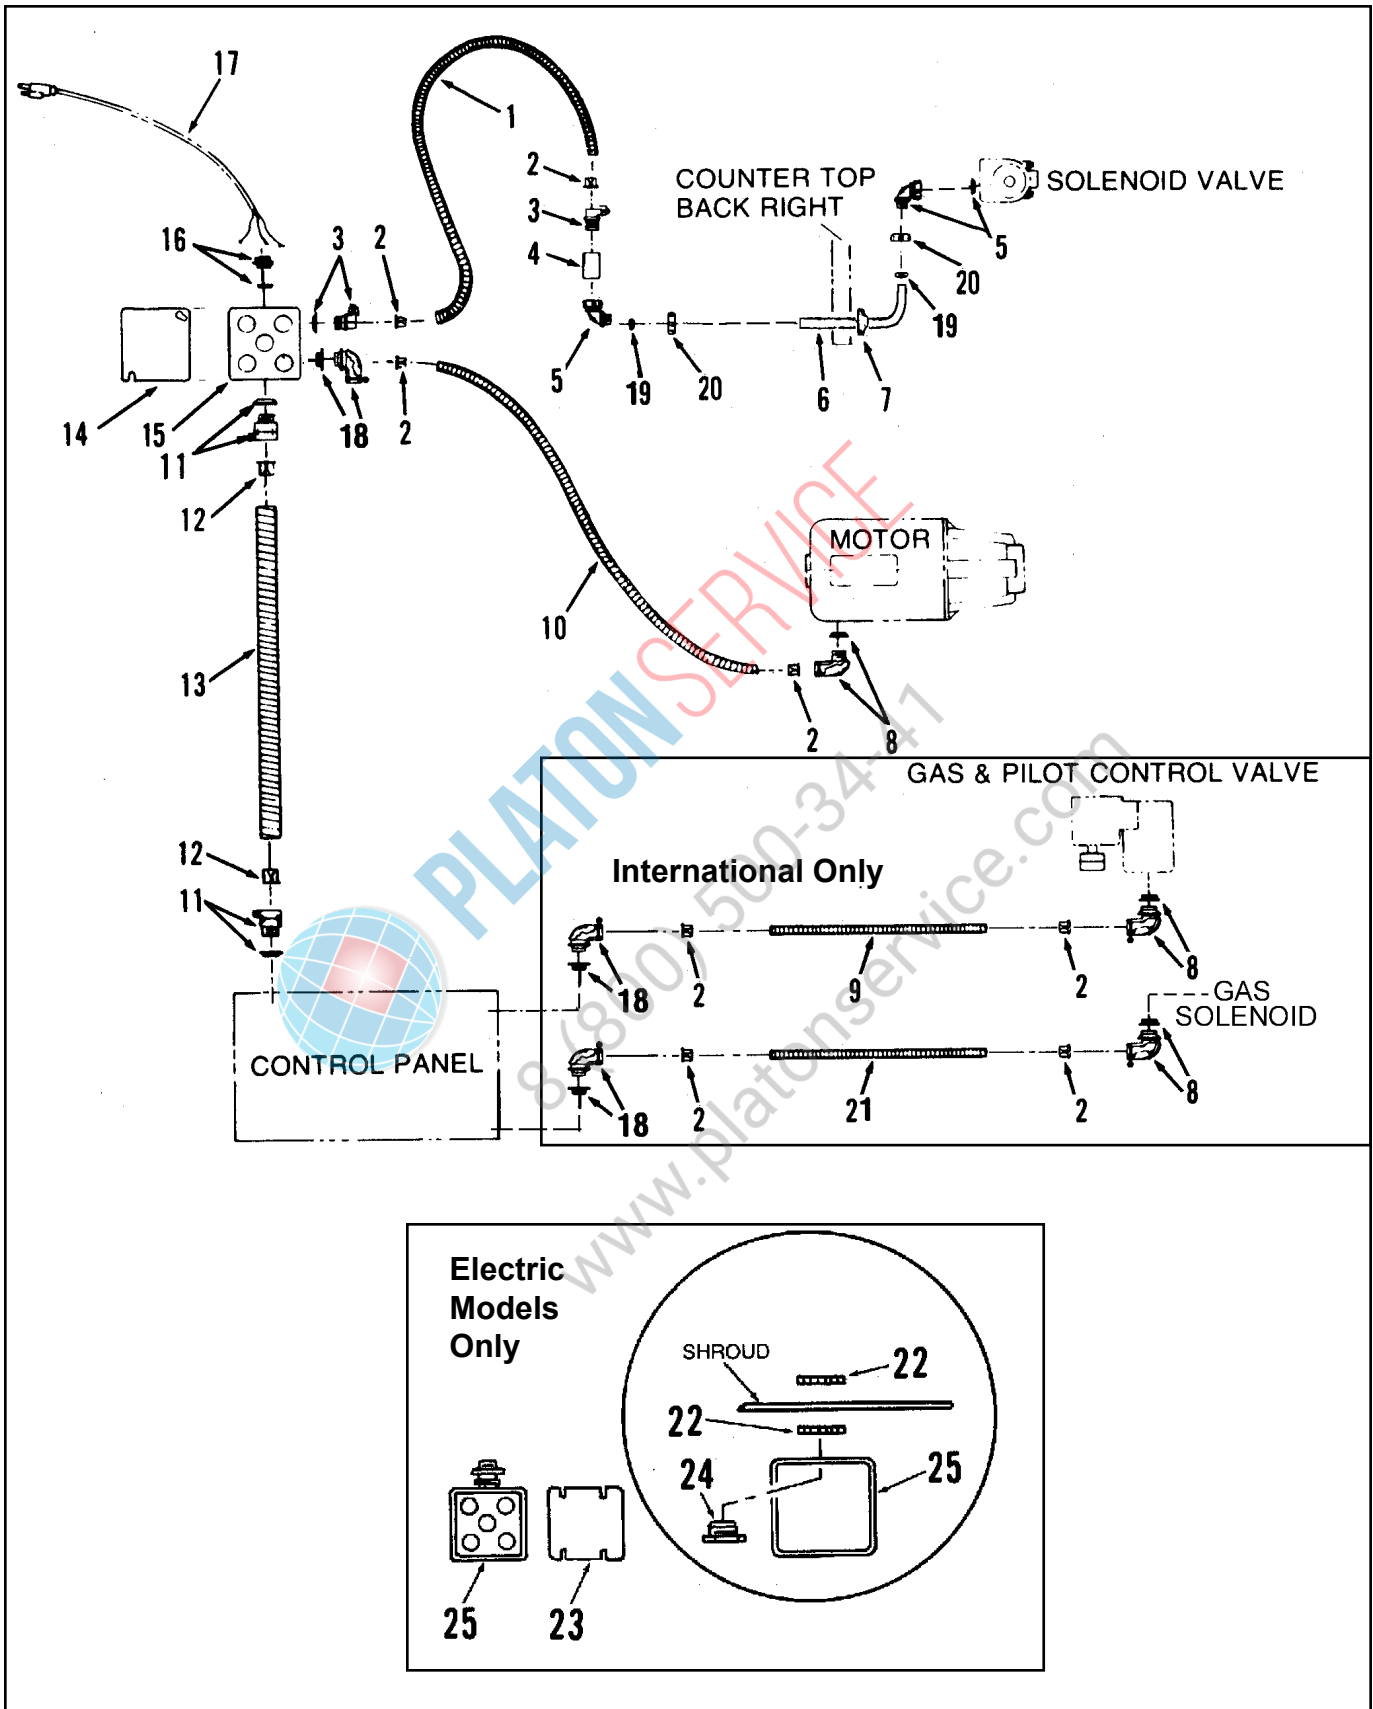 17
1
2
COUNTER TOP
BACK RIGHT
SOLENOID VALVE
3
16
3
2
4
5
20
19
5
19
20
6
7
14
15
11
18
2
12
MOTOR
10
13
2
8
GAS & PILOT CONTROL VALVE
12
International Only
11
18
2
9
2
8
GAS
SOLENOID
CONTROL PANEL
18
2
21
2
8
PLATONSERVICE
8 (800) 500-34-41
www.platonservice.com
Electric
Models
Only
SHROUD
22
22
24
25
25
23